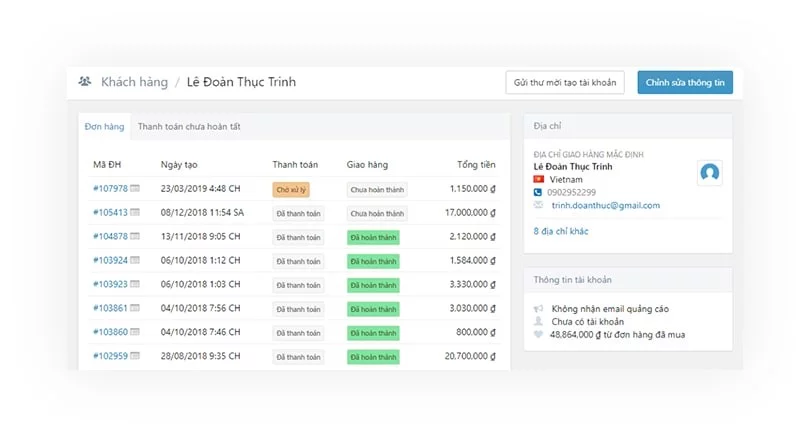 Khách hàng / Lê Đoàn Thục Trinh
Gửi thư mời tạo tài khoản
Chỉnh sửa thông tin
Đơn hàng Thanh toán chưa hoàn tất
Mã ĐH Ngày tạo Thanh toán Giao hàng Tổng tiền
#107978 23/03/2019 4:48 CH Chờ xử lý Chưa hoàn thành 1,150,000 ₫
#105413 08/12/2018 11:54 SA Đã thanh toán Chưa hoàn thành 17,000,000 ₫
#104878 13/11/2018 9:05 CH Đã thanh toán Đã hoàn thành 2,120,000 ₫
#103924 06/10/2018 1:12 CH Đã thanh toán Đã hoàn thành 1,584,000 ₫
#103923 06/10/2018 1:03 CH Đã thanh toán Đã hoàn thành 3,330,000 ₫
#103861 04/10/2018 7:56 CH Đã thanh toán Đã hoàn thành 3,030,000 ₫
#103860 04/10/2018 7:46 CH Đã thanh toán Đã hoàn thành 800,000 ₫
#102959 28/08/2018 9:35 CH Đã thanh toán Đã hoàn thành 20,700,000 ₫
Địa chỉ
ĐỊA CHỈ GIAO HÀNG MẶC ĐỊNH
Lê Đoàn Thục Trinh
Vietnam
0902952299
trinh.doanthuc@gmail.com
8 địa chỉ khác
Thông tin tài khoản
Không nhận email quảng cáo
Chưa có tài khoản
48,864,000 ₫ từ đơn hàng đã mua